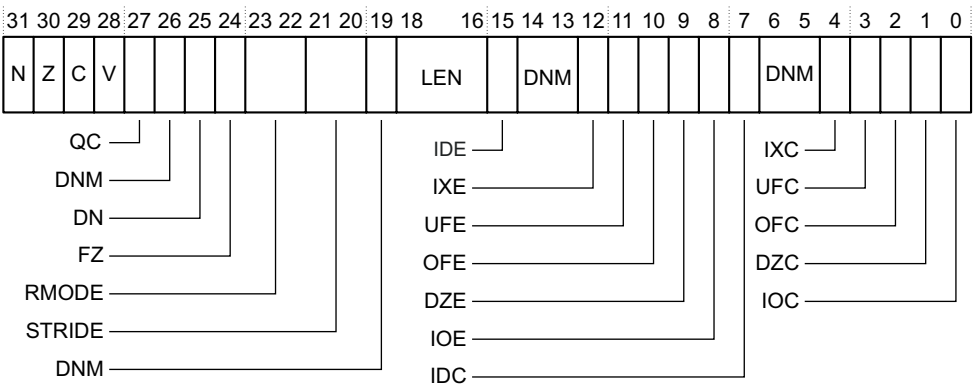 31 30 29 28 27 26 25 24 23 22 21 20 19 18 16 15 14 13 12 11 10 9 8 7 6 5 4 3 2 1 0
N Z C V LEN DNM DNM
QC IDE IXC
DNM IXE UFC
DN UFE OFC
FZ OFE DZC
RMODE DZE IOC
STRIDE IOE
DNM IDC